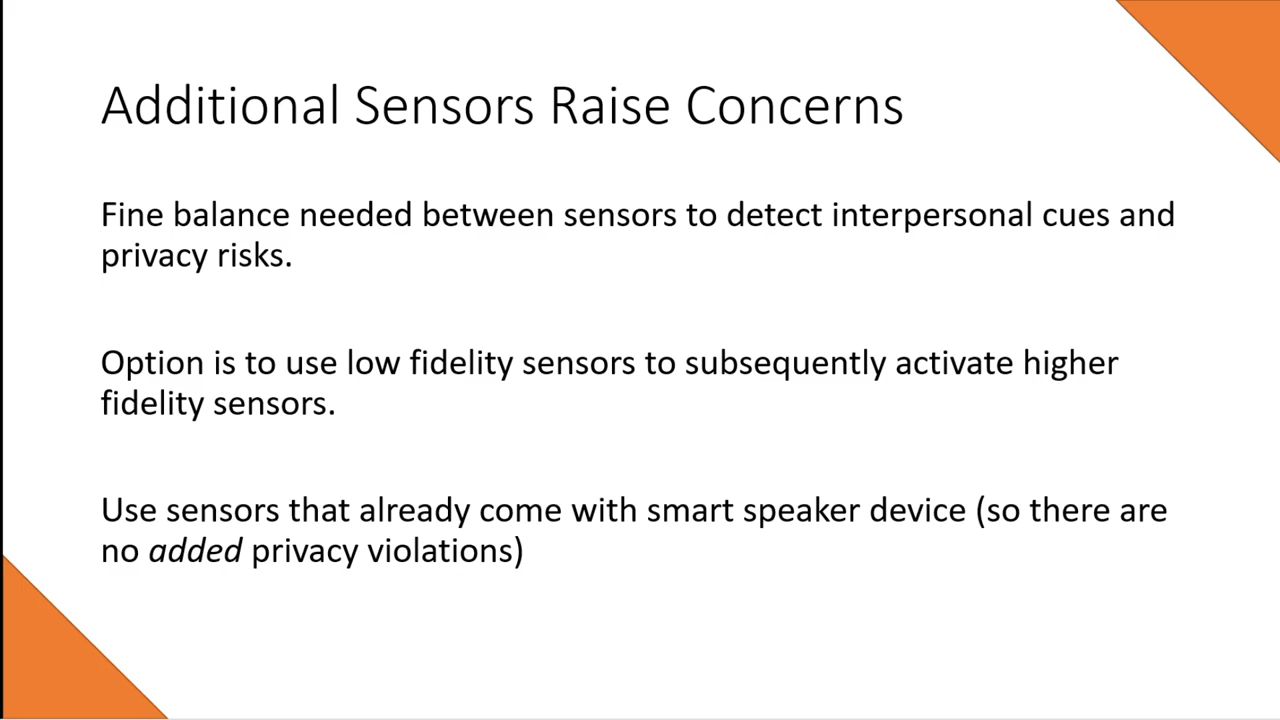 Additional Sensors Raise Concerns
Fine balance needed between sensors to detect interpersonal cues and
privacy risks.
Option is to use low fidelity sensors to subsequently activate higher
fidelity sensors.
Use sensors that already come with smart speaker device (so there are
no added privacy violations)